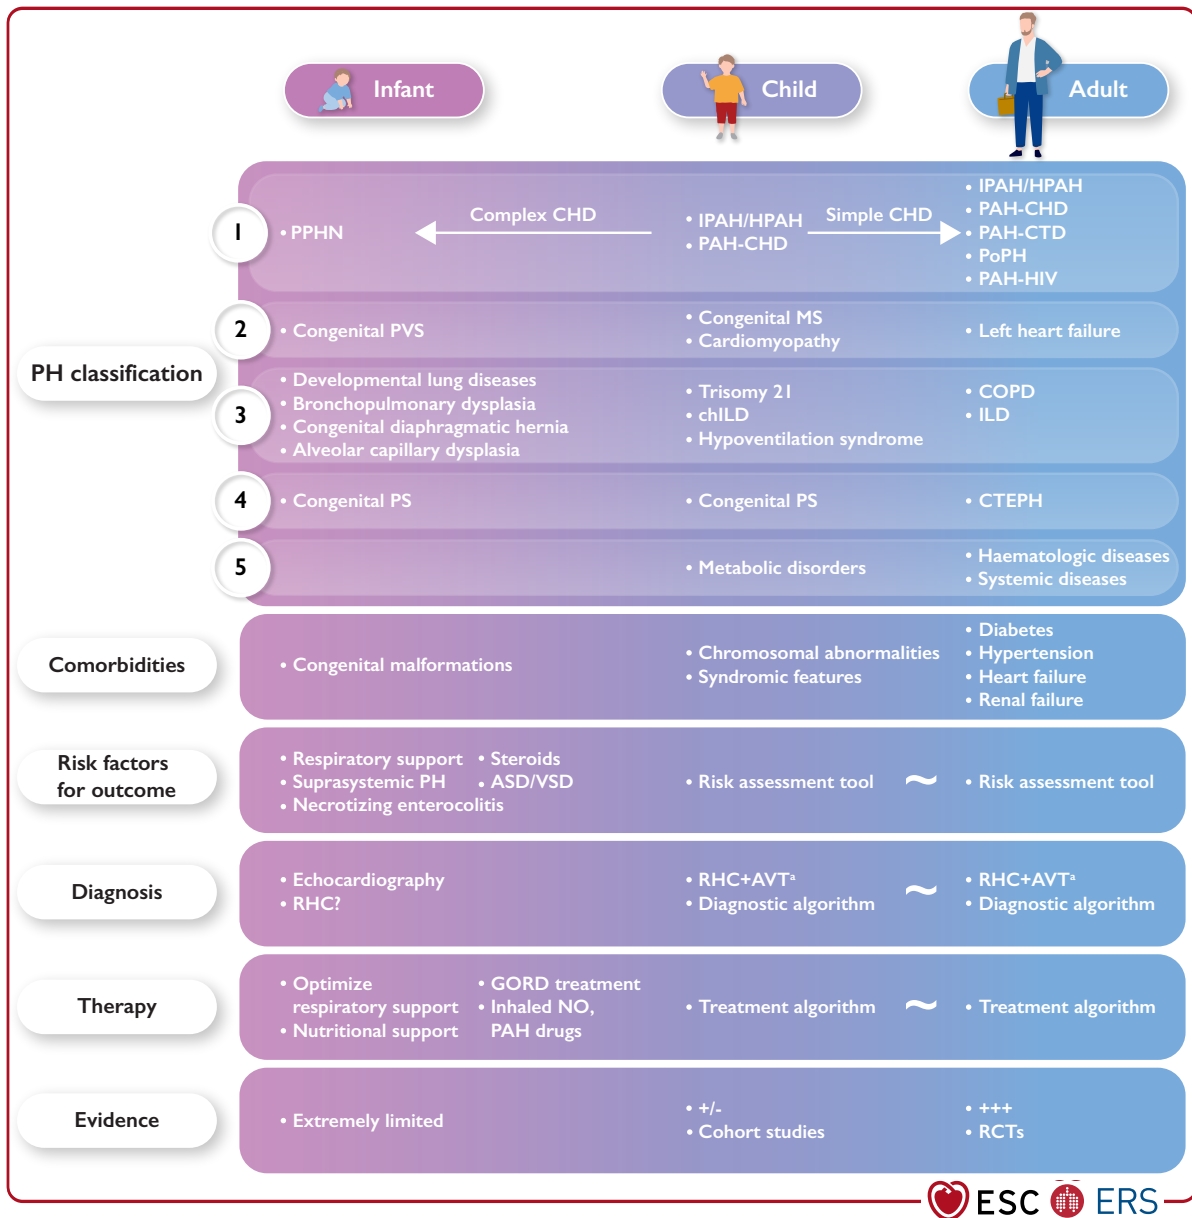 Infant
Child
Adult
PH classification
1
• PPHN
Complex CHD
• IPAH/HPAH
• PAH-CHD
Simple CHD
• IPAH/HPAH
• PAH-CHD
• PAH-CTD
• PoPH
• PAH-HIV
2
• Congenital PVS
• Congenital MS
• Cardiomyopathy
• Left heart failure
3
• Developmental lung diseases
• Bronchopulmonary dysplasia
• Congenital diaphragmatic hernia
• Alveolar capillary dysplasia
• Trisomy 21
• chILD
• Hypoventilation syndrome
• COPD
• ILD
4
• Congenital PS
• Congenital PS
• CTEPH
5
• Metabolic disorders
• Haematologic diseases
• Systemic diseases
Comorbidities
• Congenital malformations
• Chromosomal abnormalities
• Syndromic features
• Diabetes
• Hypertension
• Heart failure
• Renal failure
Risk factors
for outcome
• Respiratory support
• Suprasystemic PH
• Necrotizing enterocolitis
• Steroids
• ASD/VSD
• Risk assessment tool
~
• Risk assessment tool
Diagnosis
• Echocardiography
• RHC?
• RHC+AVTª
• Diagnostic algorithm
~
• RHC+AVTª
• Diagnostic algorithm
Therapy
• Optimize
respiratory support
• Nutritional support
• GORD treatment
• Inhaled NO,
PAH drugs
• Treatment algorithm
~
• Treatment algorithm
Evidence
• Extremely limited
• +/-
• Cohort studies
• +++
• RCTs
ESC ERS